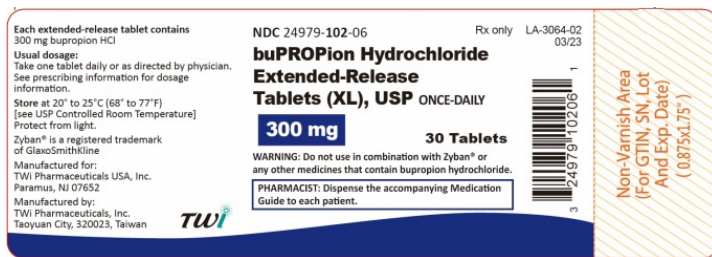 Each extended-release tablet contains
300 mg bupropion HCl
Usual dosage:
Take one tablet daily or as directed by physician.
See prescribing information for dosage
information.
Store at 20° to 25°C (68° to 77°F)
[see USP Controlled Room Temperature]
Protect from light.
Zyban® is a registered trademark
of GlaxoSmithKline
Manufactured for:
TWi Pharmaceuticals USA, Inc.
Paramus, NJ 07652
Manufactured by:
TWi Pharmaceuticals, Inc.
Taoyuan City, 320023, Taiwan
TWi
NDC 24979-102-06
Rx only
buPROPion Hydrochloride
Extended-Release
Tablets (XL), USP ONCE-DAILY
300 mg
30 Tablets
WARNING: Do not use in combination with Zyban® or
any other medicines that contain bupropion hydrochloride.
PHARMACIST: Dispense the accompanying Medication
Guide to each patient.
LA-3064-02
03/23
3 24979 10206 1
Non-Varnish Area
(For GTIN, SN, Lot
And Exp. Date)
(0.875x1.75")